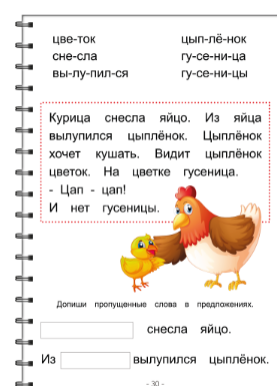 цве-ток цып-лё-нок
сне-сла гу-се-ни-ца
вы-лу-пил-ся гу-се-ни-цы
Курица снесла яйцо. Из яйца
вылупился цыплёнок. Цыплёнок
хочет кушать. Видит цыплёнок
цветок. На цветке гусеница.
- Цап - цап!
И нет гусеницы.
Допиши пропущенные слова в предложениях.
снесла яйцо.
Из вылупился цыплёнок.
- 30 -